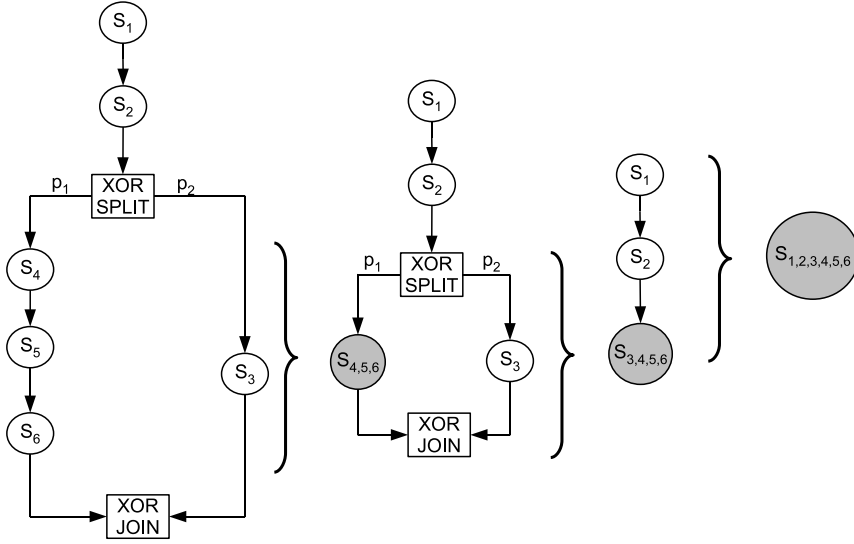 S1
S2
p1
XOR
SPLIT
p2
S4
S5
S3
S6
XOR
JOIN
S1
S2
p1
XOR
SPLIT
p2
S4,5,6
S3
XOR
JOIN
S1
S2
S3,4,5,6
S1,2,3,4,5,6